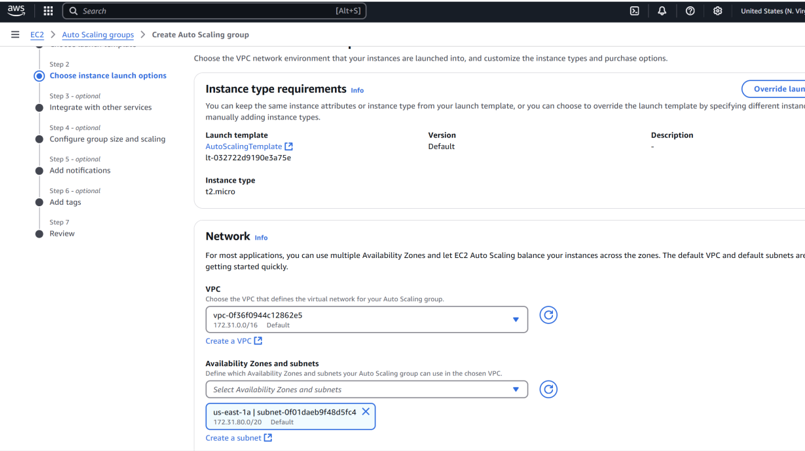 aws
Search [Alt+S]
United States (N. Vir
EC2 > Auto Scaling groups > Create Auto Scaling group
Step 2
Choose instance launch options
Step 3 - optional
Integrate with other services
Step 4 - optional
Configure group size and scaling
Step 5 - optional
Add notifications
Step 6 - optional
Add tags
Step 7
Review
Choose the VPC network environment that your instances are launched into, and customize the instance types and purchase options.
Instance type requirements Info
Override laun
You can keep the same instance attributes or instance type from your launch template, or you can choose to override the launch template by specifying different instanc
manually adding instance types.
Launch template
AutoScalingTemplate
lt-032722d9190e3a75e
Version
Default
Description
-
Instance type
t2.micro
Network Info
For most applications, you can use multiple Availability Zones and let EC2 Auto Scaling balance your instances across the zones. The default VPC and default subnets are
getting started quickly.
VPC
Choose the VPC that defines the virtual network for your Auto Scaling group.
vpc-0f36f0944c12862e5
172.31.0.0/16 Default
Create a VPC
Availability Zones and subnets
Define which Availability Zones and subnets your Auto Scaling group can use in the chosen VPC.
Select Availability Zones and subnets
us-east-1a | subnet-0f01daeb9f48d5fc4
172.31.80.0/20 Default
Create a subnet